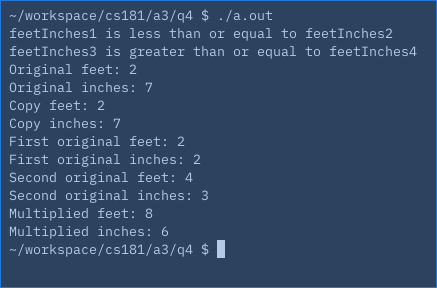 ~/workspace/cs181/a3/q4 $ ./a.out
feetInches1 is less than or equal to feetInches2
feetInches3 is greater than or equal to feetInches4
Original feet: 2
Original inches: 7
Copy feet: 2
Copy inches: 7
First original feet: 2
First original inches: 2
Second original feet: 4
Second original inches: 3
Multiplied feet: 8
Multiplied inches: 6
~/workspace/cs181/a3/q4 $